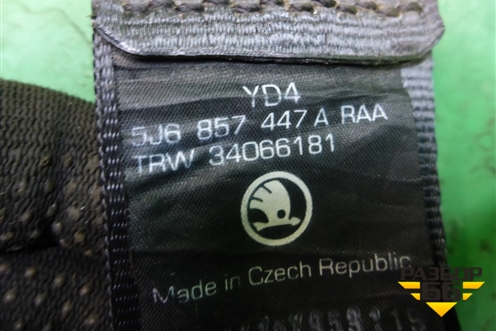 YD4
5J6 857 447 A RAA
TRW 34066181
Made in Czech Republic
РАЗБОР
66